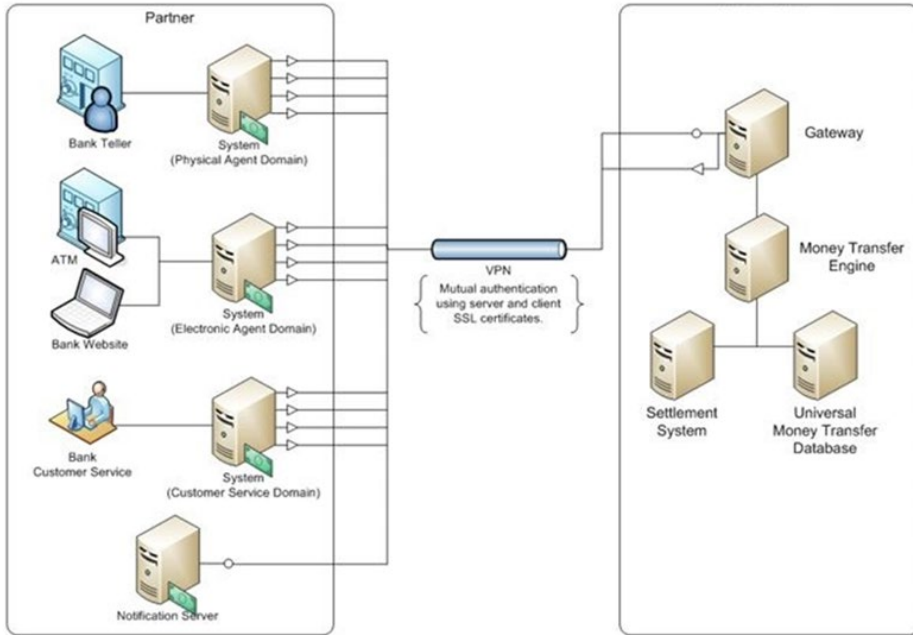 Partner
Bank Teller
System
(Physical Agent Domain)
ATM
Bank Website
System
(Electronic Agent Domain)
Bank
Customer Service
System
(Customer Service Domain)
Notification Server
VPN
Mutual authentication
using server and client
SSL certificates.
Gateway
Money Transfer
Engine
Settlement
System
Universal
Money Transfer
Database